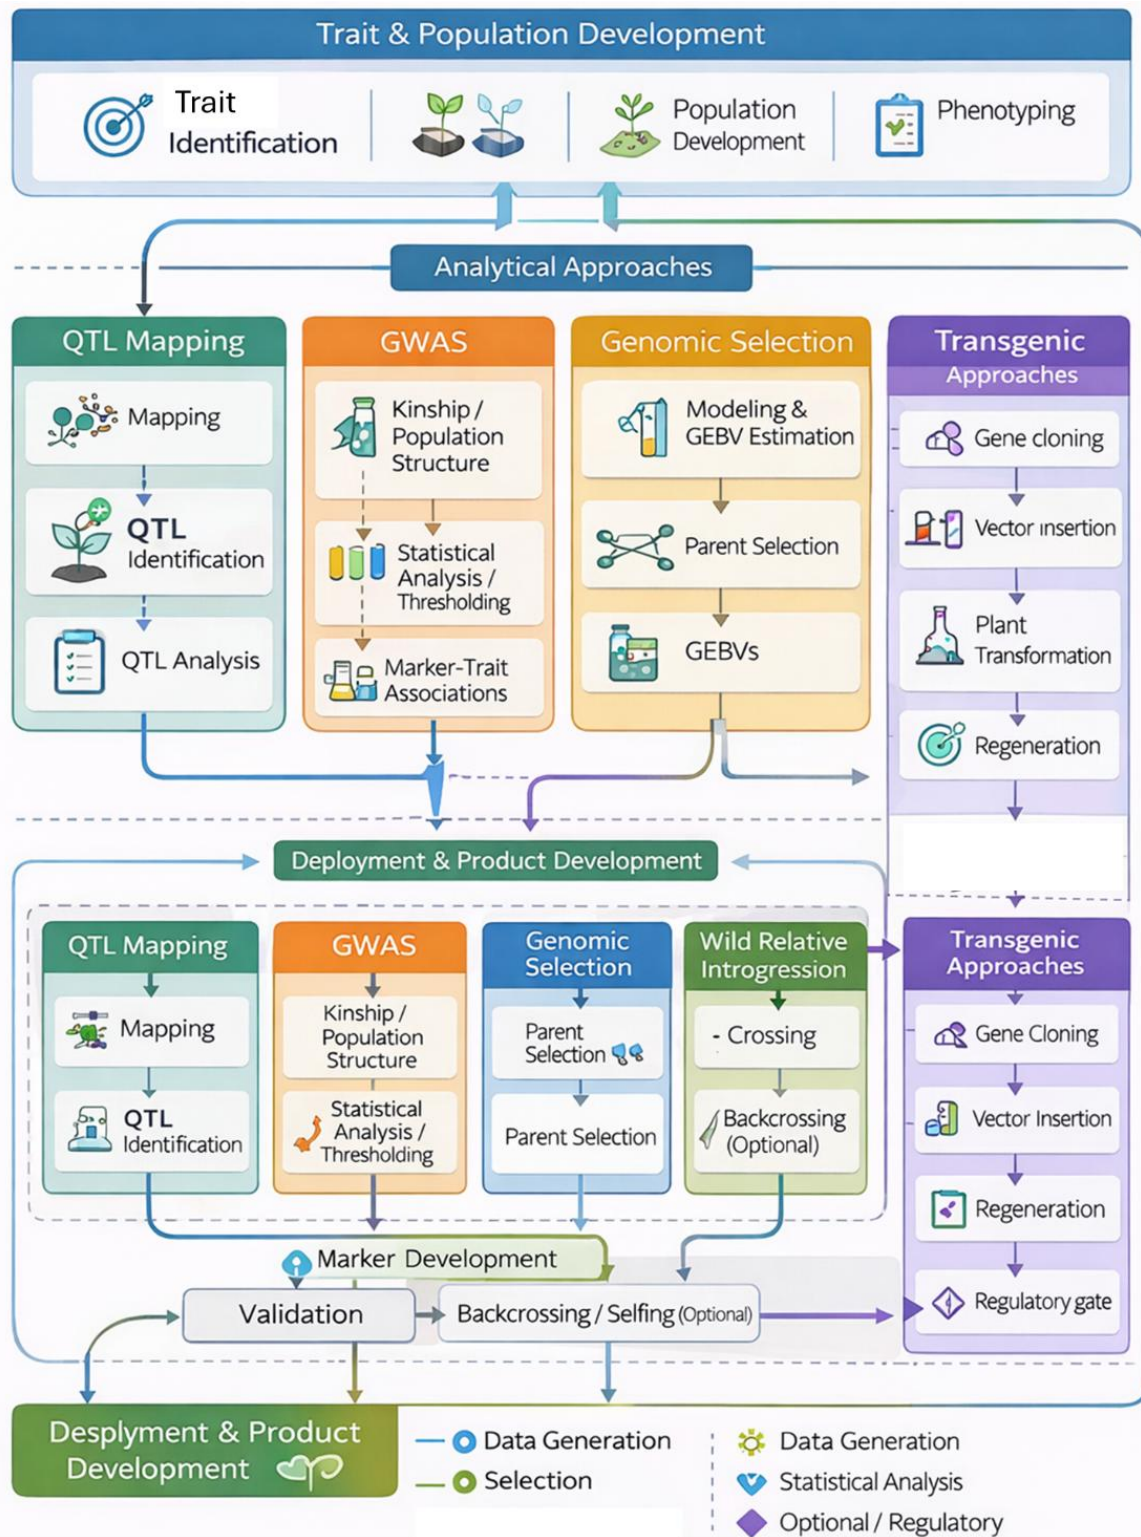 Trait & Population Development
Trait
Identification
Population
Development
Phenotyping
Analytical Approaches
QTL Mapping
Mapping
QTL
Identification
QTL Analysis
GWAS
Kinship /
Population
Structure
Statistical
Analysis /
Thresholding
Marker-Trait
Associations
Genomic Selection
Modeling &
GEBV Estimation
Parent Selection
GEBVs
Transgenic
Approaches
Gene cloning
Vector insertion
Plant
Transformation
Regeneration
Deployment & Product Development
QTL Mapping
Mapping
QTL
Identification
GWAS
Kinship /
Population
Structure
Statistical
Analysis /
Thresholding
Genomic
Selection
Parent
Selection
Parent Selection
Wild Relative
Introgression
- Crossing
Backcrossing
(Optional)
Transgenic
Approaches
Gene Cloning
Vector Insertion
Regeneration
Regulatory gate
Marker Development
Validation
Backcrossing / Selfing (Optional)
Desplyment & Product
Development
Data Generation
Selection
Data Generation
Statistical Analysis
Optional / Regulatory